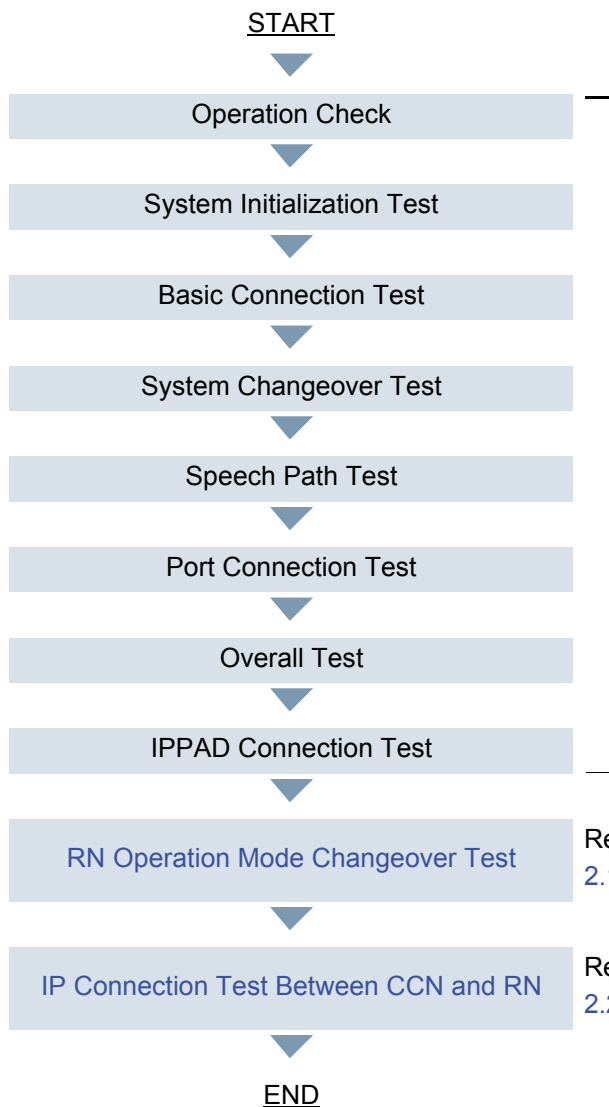 START
Operation Check
System Initialization Test
Basic Connection Test
System Changeover Test
Speech Path Test
Port Connection Test
Overall Test
IPPAD Connection Test
RN Operation Mode Changeover Test
IP Connection Test Between CCN and RN
END